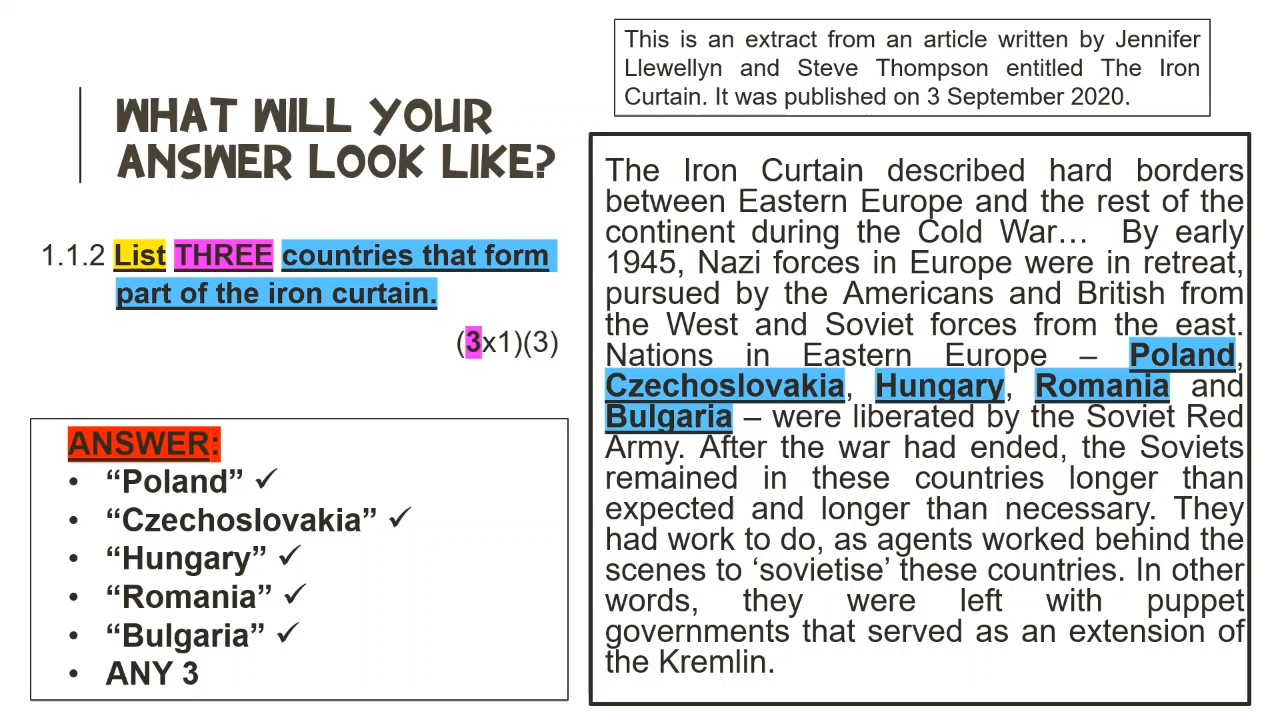 This is an extract from an article written by Jennifer
Llewellyn and Steve Thompson entitled The Iron
Curtain. It was published on 3 September 2020.
WHAT WILL YOUR
ANSWER LOOK LIKE?
1.1.2 List THREE countries that form
part of the iron curtain.
(3x1)(3)
ANSWER:
• “Poland” ✓
• “Czechoslovakia” ✓
• “Hungary” ✓
• “Romania” ✓
• “Bulgaria” ✓
• ANY 3
The Iron Curtain described hard borders
between Eastern Europe and the rest of the
continent during the Cold War… By early
1945, Nazi forces in Europe were in retreat,
pursued by the Americans and British from
the West and Soviet forces from the east.
Nations in Eastern Europe – Poland,
Czechoslovakia, Hungary, Romania and
Bulgaria – were liberated by the Soviet Red
Army. After the war had ended, the Soviets
remained in these countries longer than
expected and longer than necessary. They
had work to do, as agents worked behind the
scenes to ‘sovietise’ these countries. In other
words, they were left with puppet
governments that served as an extension of
the Kremlin.